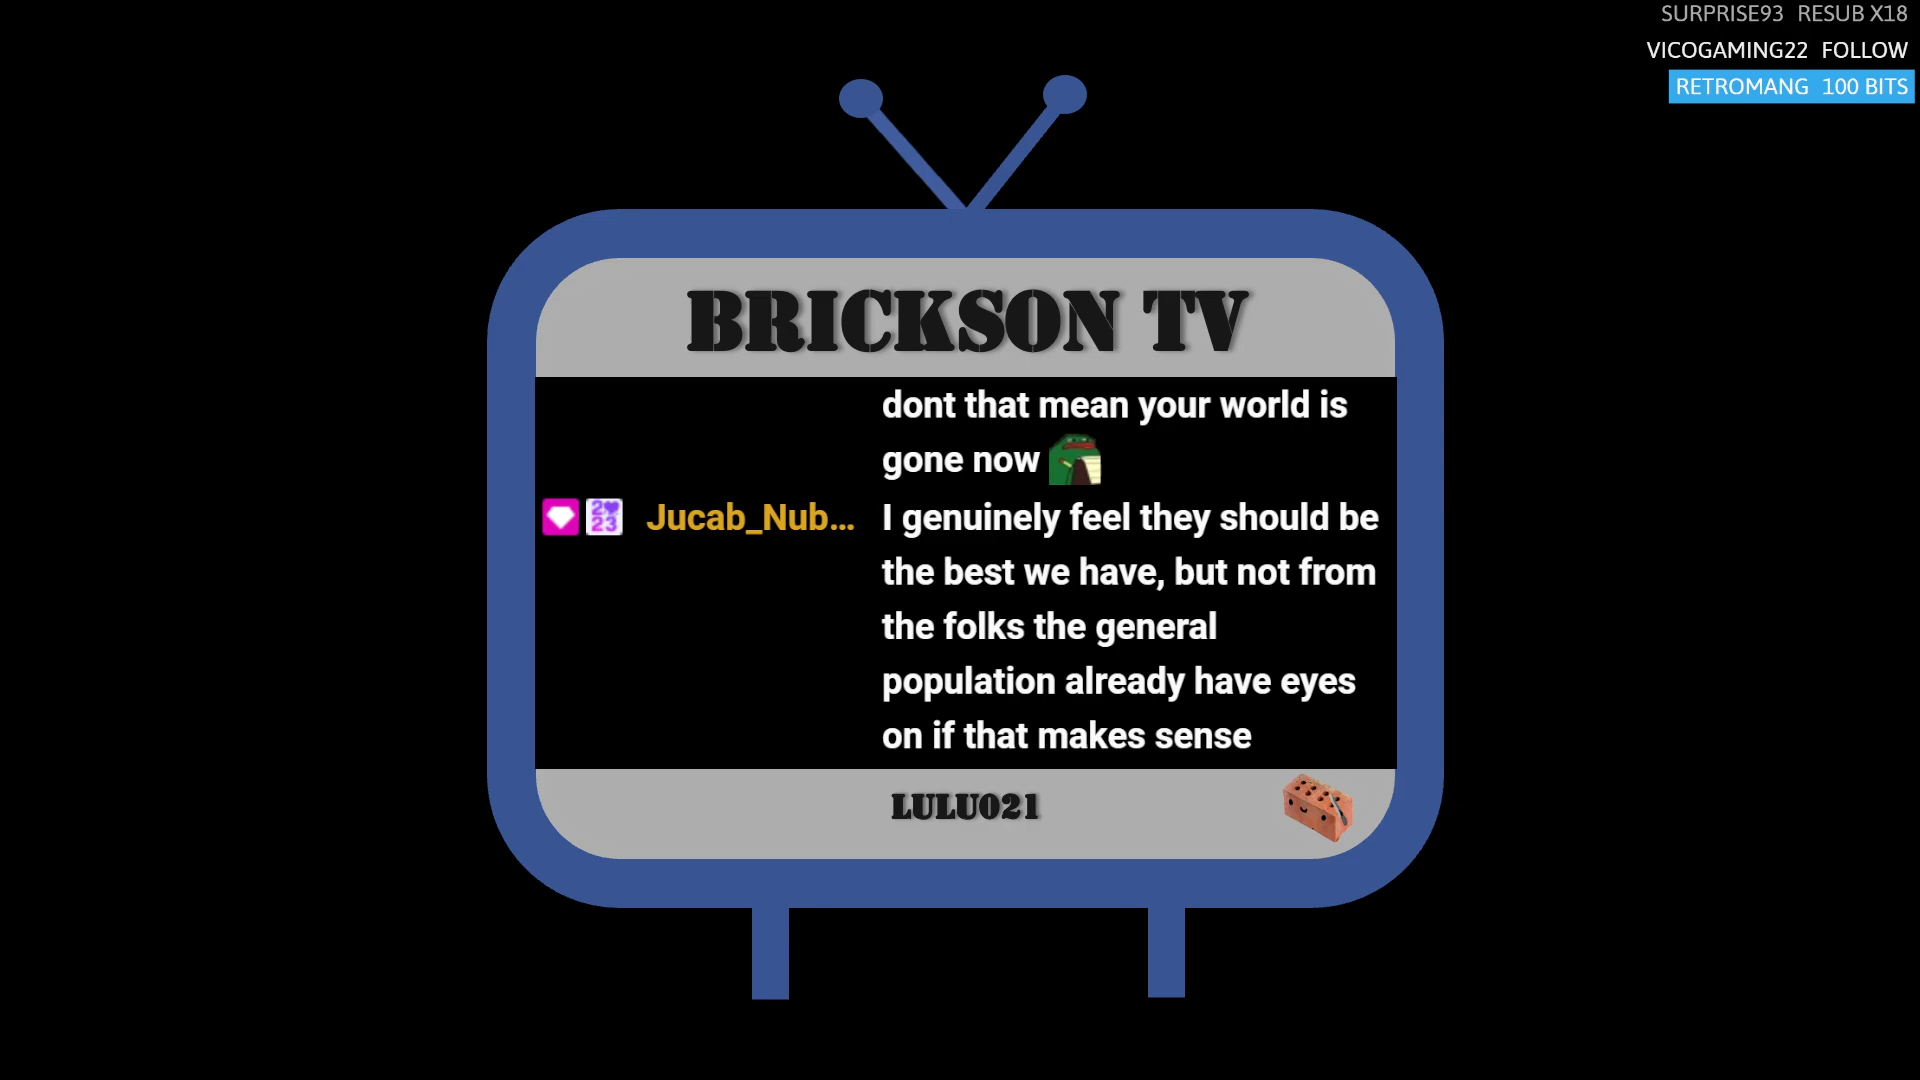 SURPRISE93 RESUB X18
VICOGAMING22 FOLLOW
RETROMANG 100 BITS
BRICKSON TV
dont that mean your world is
gone now
2023
Jucab_Nub... I genuinely feel they should be
the best we have, but not from
the folks the general
population already have eyes
on if that makes sense
LULU021